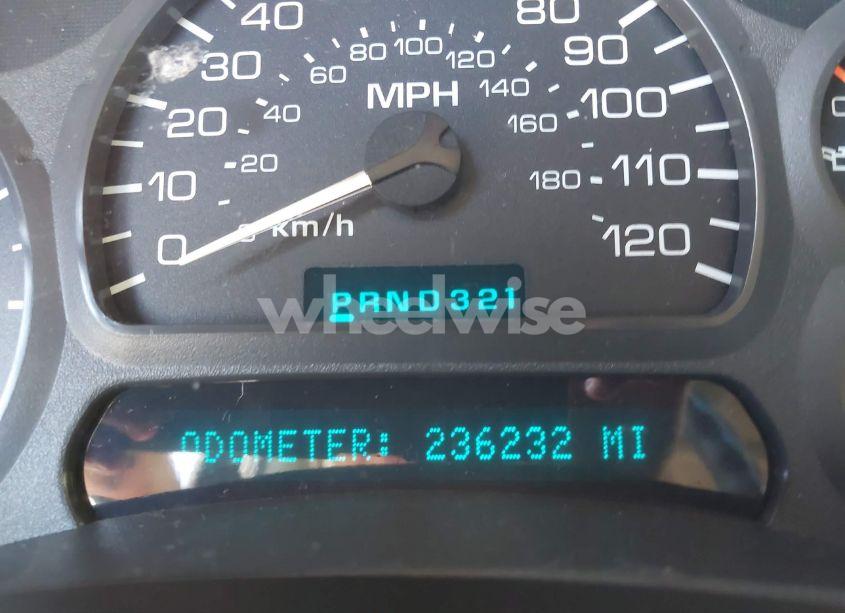 40 80
30 60 80 100 120 90
MPH
20 40 140 100
160
10 20 180 110
0 km/h 120
PRND321
wheelwise
ODOMETER: 236232 MI